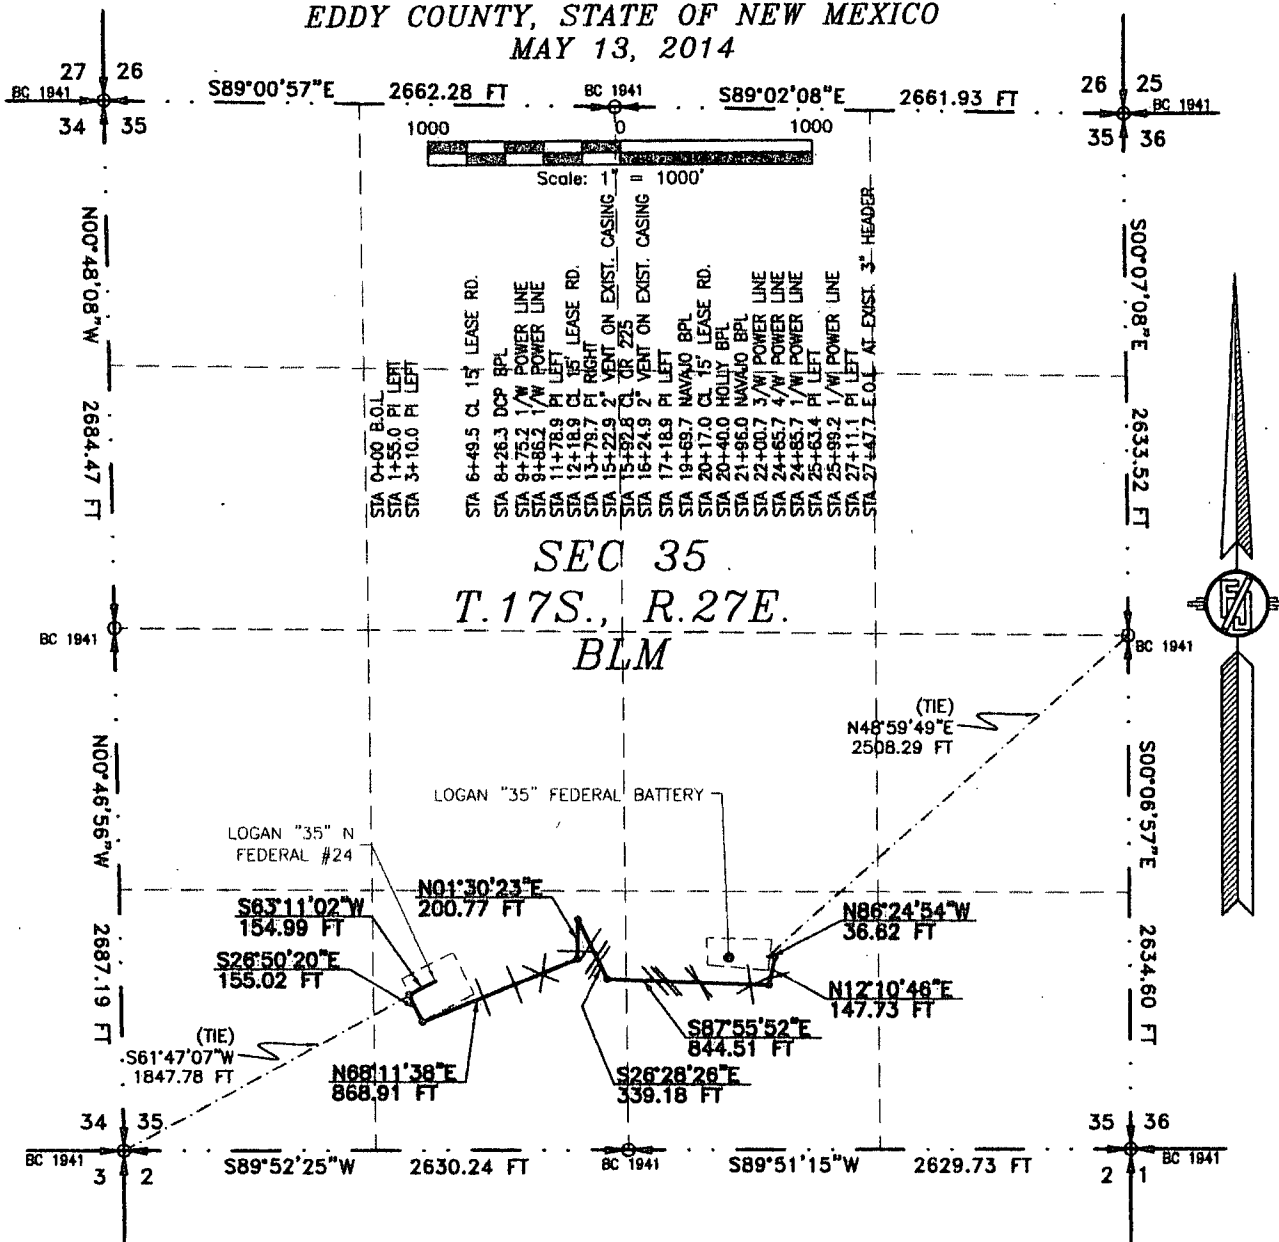 EDDY COUNTY, STATE OF NEW MEXICO
MAY 13, 2014
27 26
BC 1941
34 35
S89°00'57"E 2662.28 FT
BC 1941
S89°02'08"E 2661.93 FT
26 25
BC 1941
35 36
1000 0 1000
Scale: 1" = 1000'
N00°48'08"W 2684.47 FT
S00°07'08"E 2633.52 FT
STA 0+00 B.O.L.
STA 1+55.0 PI LEFT
STA 3+10.0 PI LEFT
STA 6+49.5 CL 15' LEASE RD.
STA 8+26.3 DCP BPL
STA 9+75.2 1/W POWER LINE
STA 9+86.2 1/W POWER LINE
STA 11+78.9 PI LEFT
STA 12+18.9 CL 15' LEASE RD.
STA 13+79.7 PI RIGHT
STA 15+22.9 2" VENT ON EXIST. CASING
STA 15+92.8 CL CR 225
STA 16+24.9 2" VENT ON EXIST. CASING
STA 17+18.9 PI LEFT
STA 19+69.7 NAVAJO BPL
STA 20+17.0 CL 15' LEASE RD.
STA 20+40.0 HOLLY BPL
STA 21+96.0 NAVAJO BPL
STA 22+00.7 3/W POWER LINE
STA 24+65.7 4/W POWER LINE
STA 24+85.7 1/W POWER LINE
STA 25+63.4 PI LEFT
STA 25+99.2 1/W POWER LINE
STA 27+11.1 PI LEFT
STA 27+47.7 E.O.L. AT EXIST. 3" HEADER
SEC 35
T.17S., R.27E.
BLM
BC 1941
BC 1941
(TIE)
N48°59'49"E
2508.29 FT
N00°46'56"W 2687.19 FT
S00°06'57"E 2634.60 FT
LOGAN "35" FEDERAL BATTERY
LOGAN "35" N
FEDERAL #24
N01°30'23"E
200.77 FT
S63°11'02"W
154.99 FT
N86°24'54"W
36.62 FT
S26°50'20"E
155.02 FT
N12°10'46"E
147.73 FT
S87°55'52"E
844.51 FT
(TIE)
S61°47'07"W
1847.78 FT
N68°11'38"E
868.91 FT
S26°28'26"E
339.18 FT
34 35
BC 1941
3 2
S89°52'25"W 2630.24 FT
BC 1941
S89°51'15"W 2629.73 FT
35 36
BC 1941
2 1